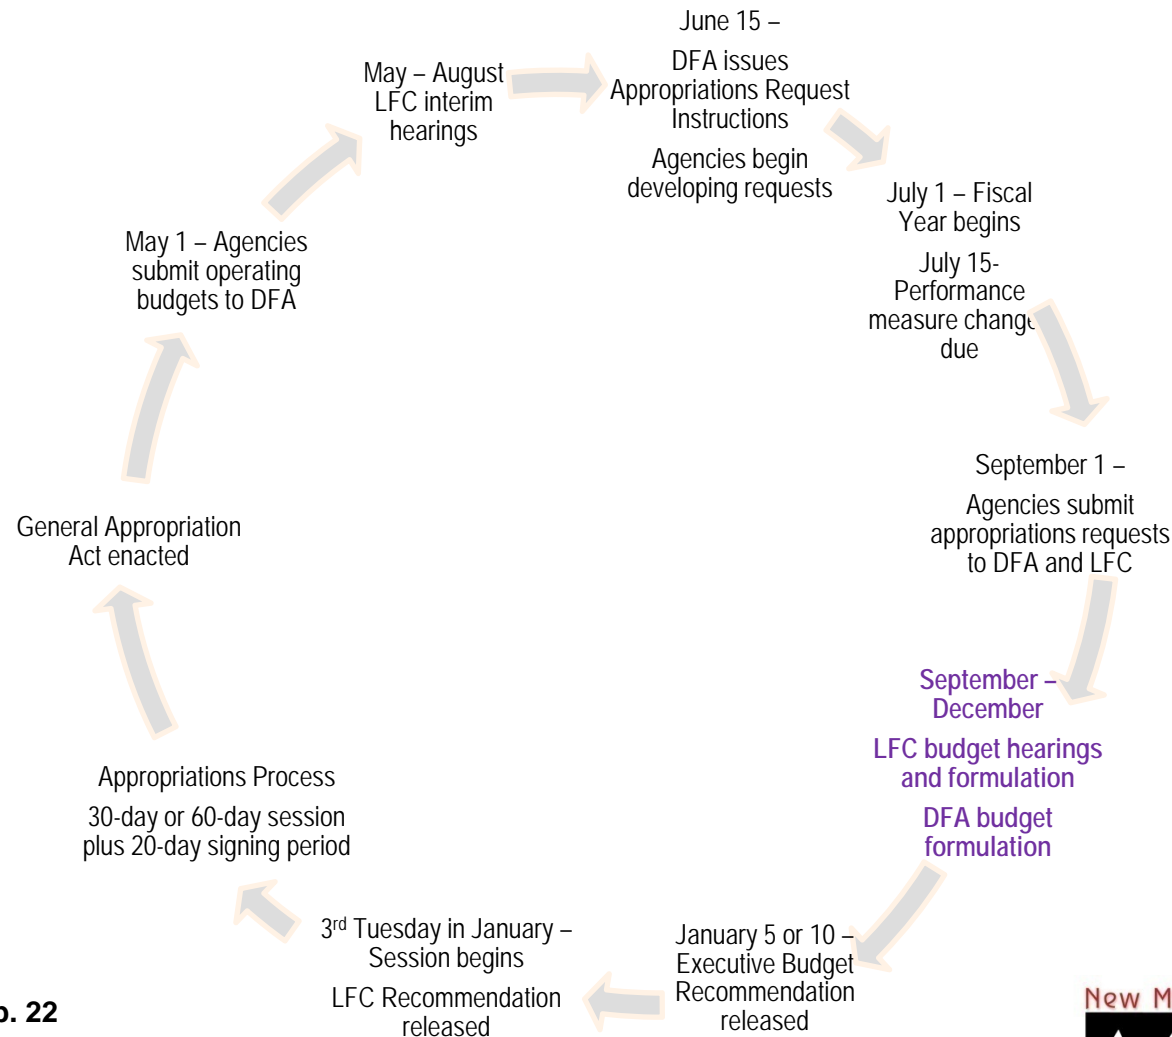 June 15 –
DFA issues
Appropriations Request
Instructions
Agencies begin
developing requests
July 1 – Fiscal
Year begins
July 15-
Performance
measure change
due
September 1 –
Agencies submit
appropriations requests
to DFA and LFC
September –
December
LFC budget hearings
and formulation
DFA budget
formulation
January 5 or 10 –
Executive Budget
Recommendation
released
3rd Tuesday in January –
Session begins
LFC Recommendation
released
Appropriations Process
30-day or 60-day session
plus 20-day signing period
General Appropriation
Act enacted
May 1 – Agencies
submit operating
budgets to DFA
May – August
LFC interim
hearings
p. 22
New M